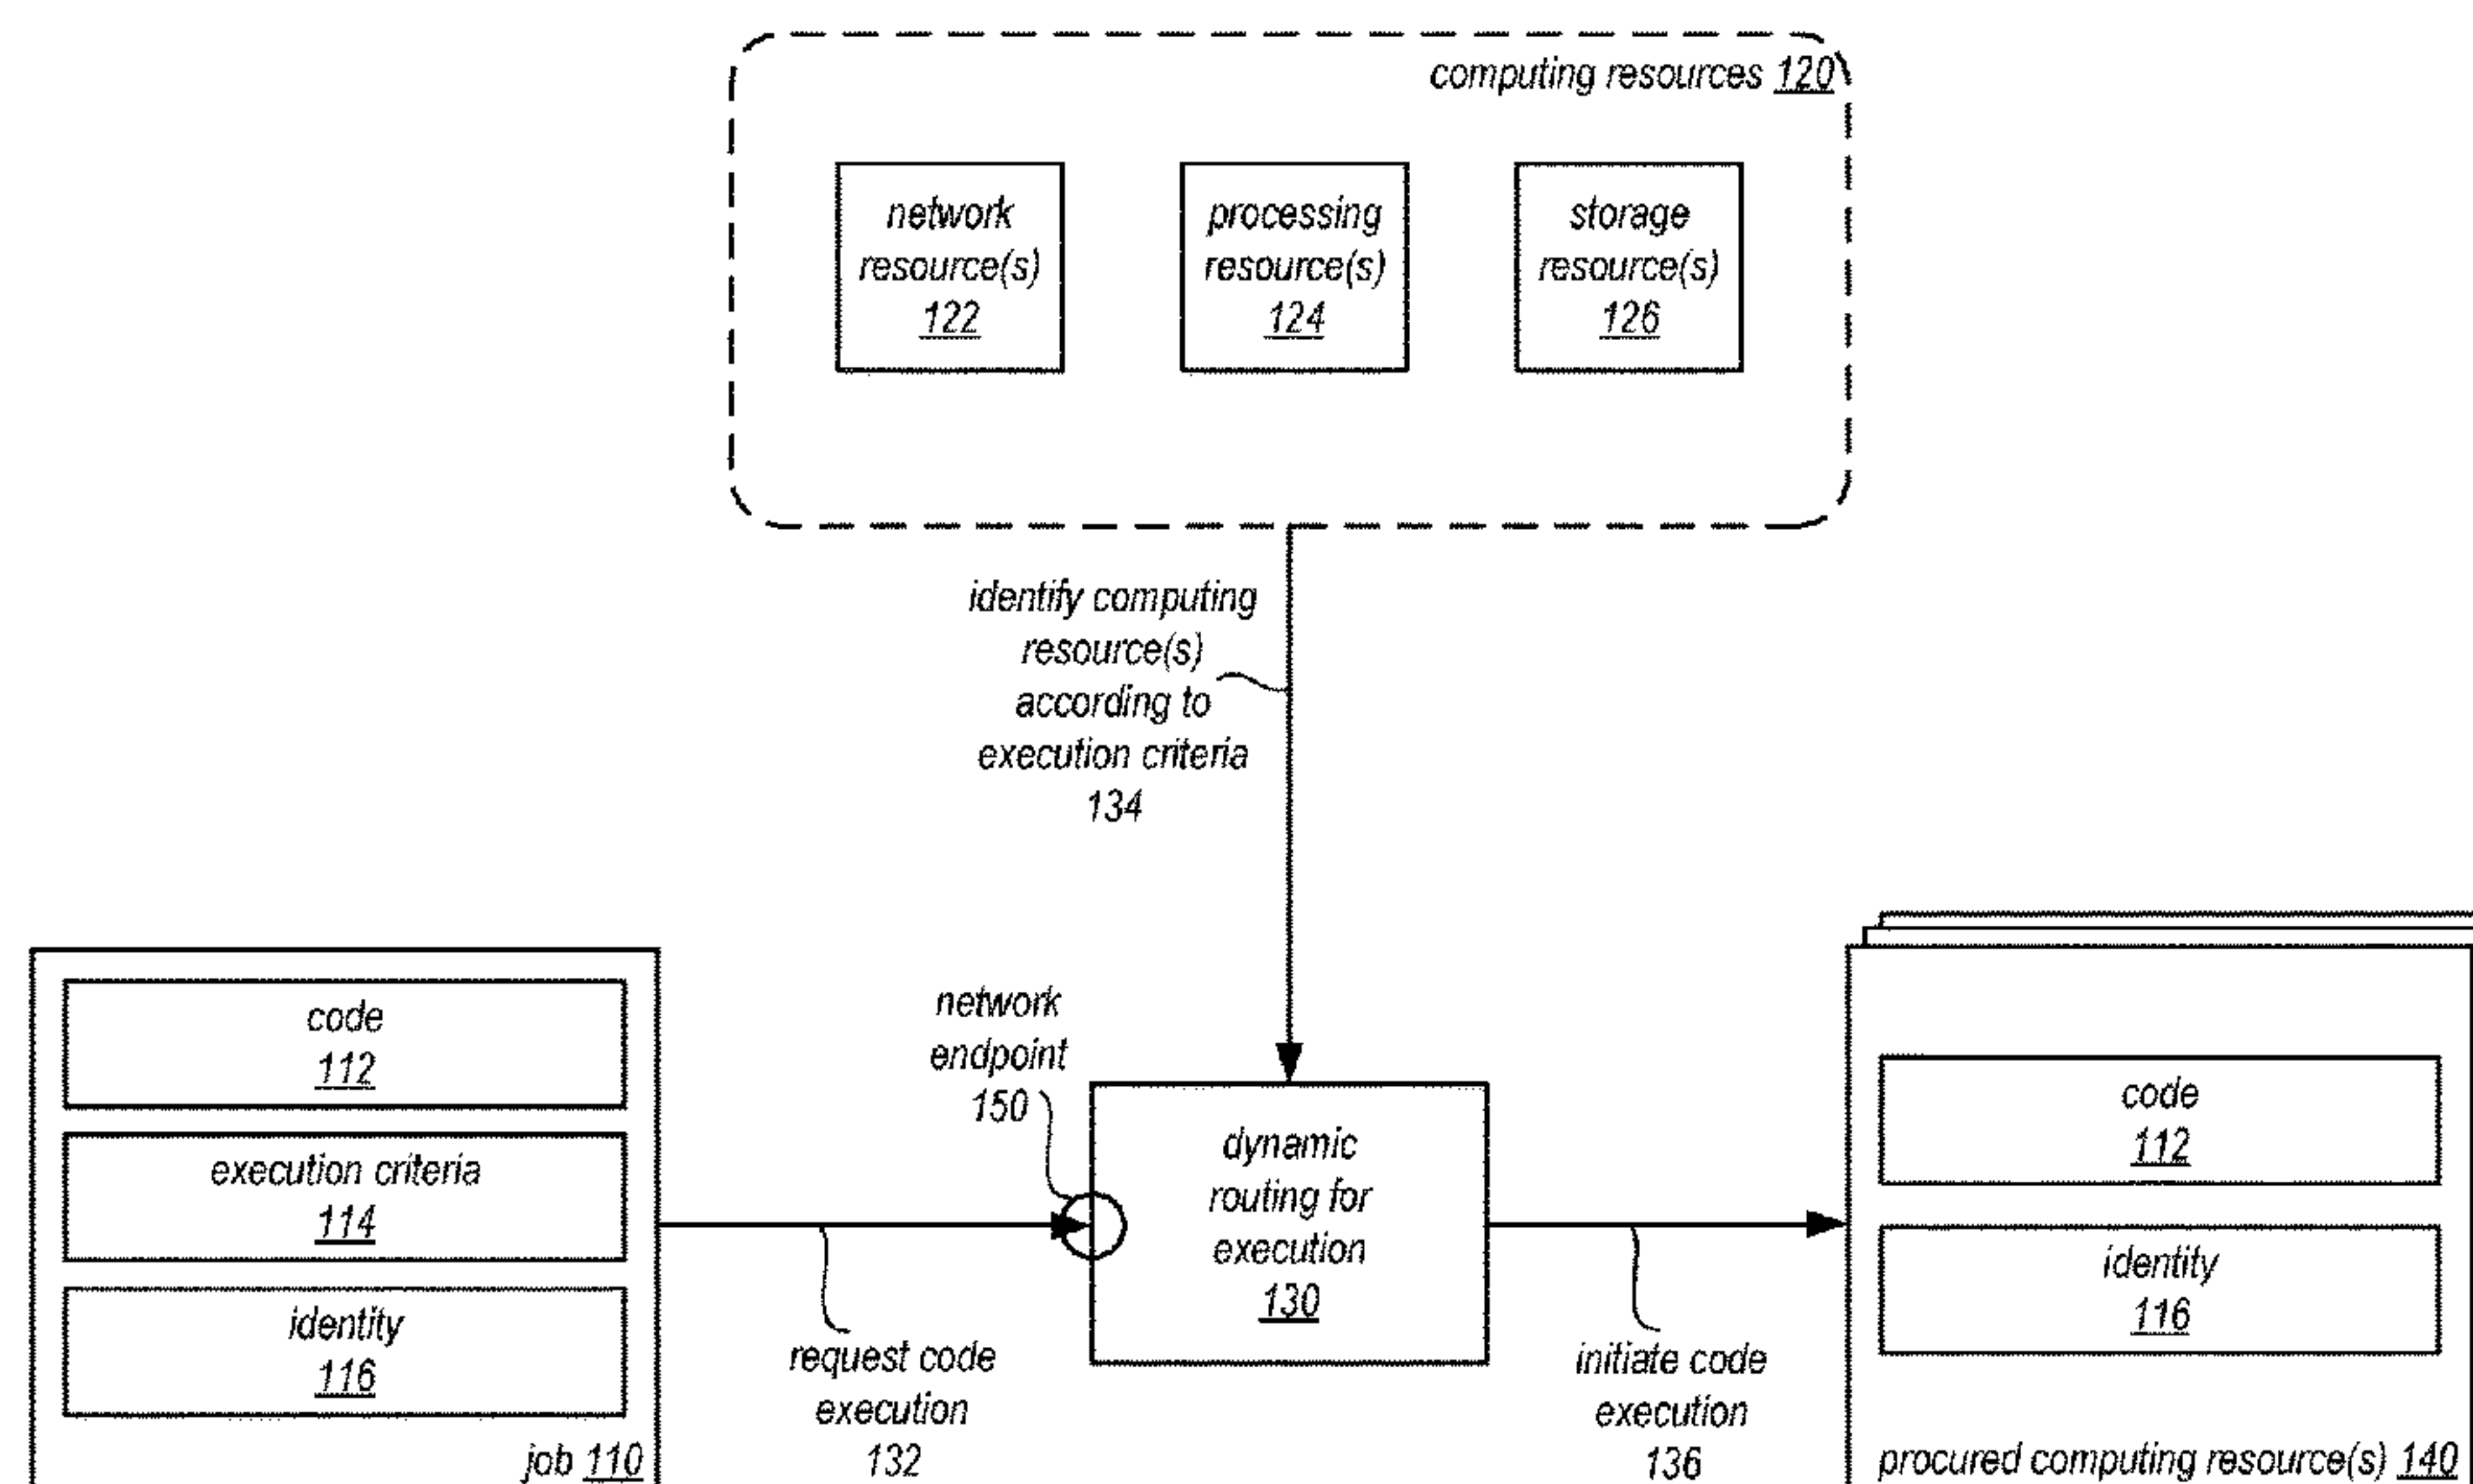 computing resources 120
network
resource(s)
122
processing
resource(s)
124
storage
resource(s)
126
identify computing
resource(s)
according to
execution criteria
134
code
112
execution criteria
114
identity
116
job 110
request code
execution
132
network
endpoint
150
dynamic
routing for
execution
130
initiate code
execution
136
code
112
identity
116
procured computing resource(s) 140